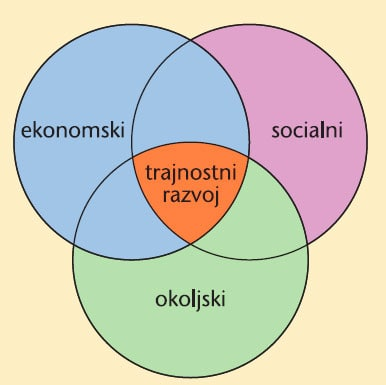 ekonomski
socialni
trajnostni
razvoj
okoljski